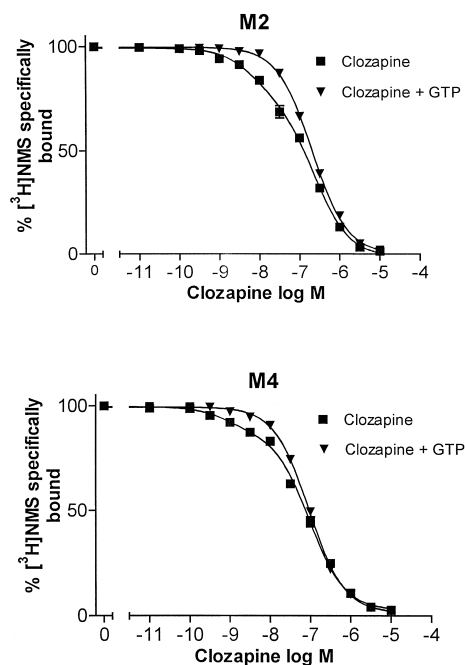 M2
100
50
0
% [³H]NMS specifically
bound
Clozapine
Clozapine + GTP
0 -11 -10 -9 -8 -7 -6 -5 -4
Clozapine log M
M4
100
50
0
% [³H]NMS specifically
bound
Clozapine
Clozapine + GTP
0 -11 -10 -9 -8 -7 -6 -5 -4
Clozapine log M